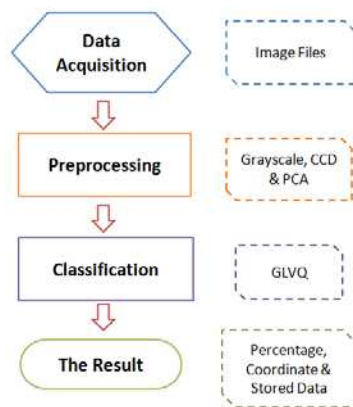 Data
Acquisition
Image Files
Preprocessing
Grayscale, CCD
& PCA
Classification
GLVQ
The Result
Percentage,
Coordinate &
Stored Data